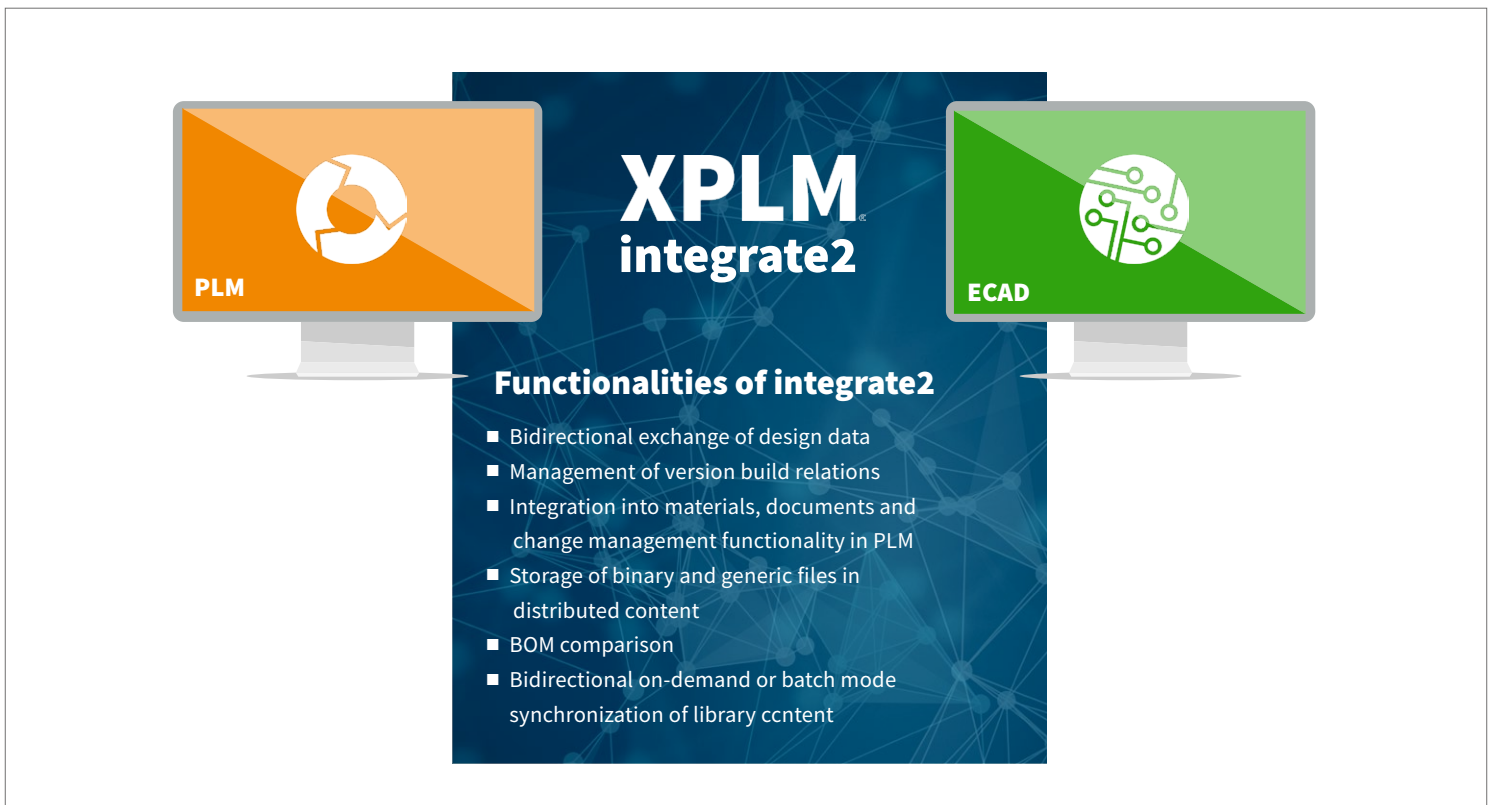 XPLM
integrate2
PLM
ECAD
Functionalities of integrate2
■ Bidirectional exchange of design data
■ Management of version build relations
■ Integration into materials, documents and
change management functionality in PLM
■ Storage of binary and generic files in
distributed content
■ BOM comparison
■ Bidirectional on-demand or batch mode
synchronization of library ccntent